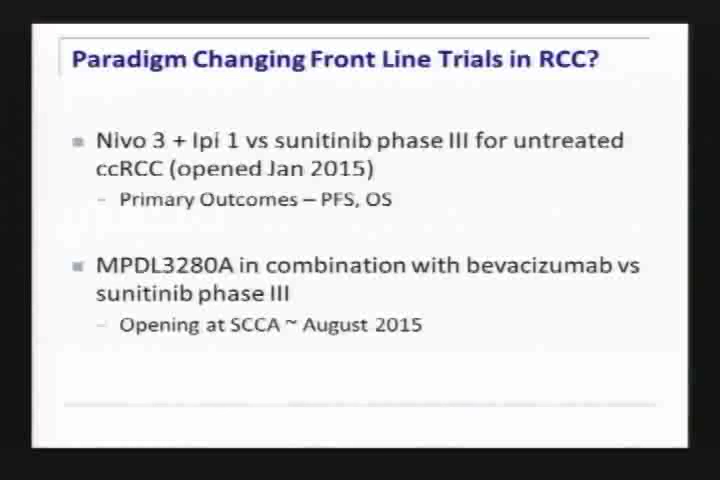 Paradigm Changing Front Line Trials in RCC?
Nivo 3 + Ipi 1 vs sunitinib phase III for untreated
ccRCC (opened Jan 2015)
– Primary Outcomes – PFS, OS
MPDL3280A in combination with bevacizumab vs
sunitinib phase III
– Opening at SCCA ~ August 2015